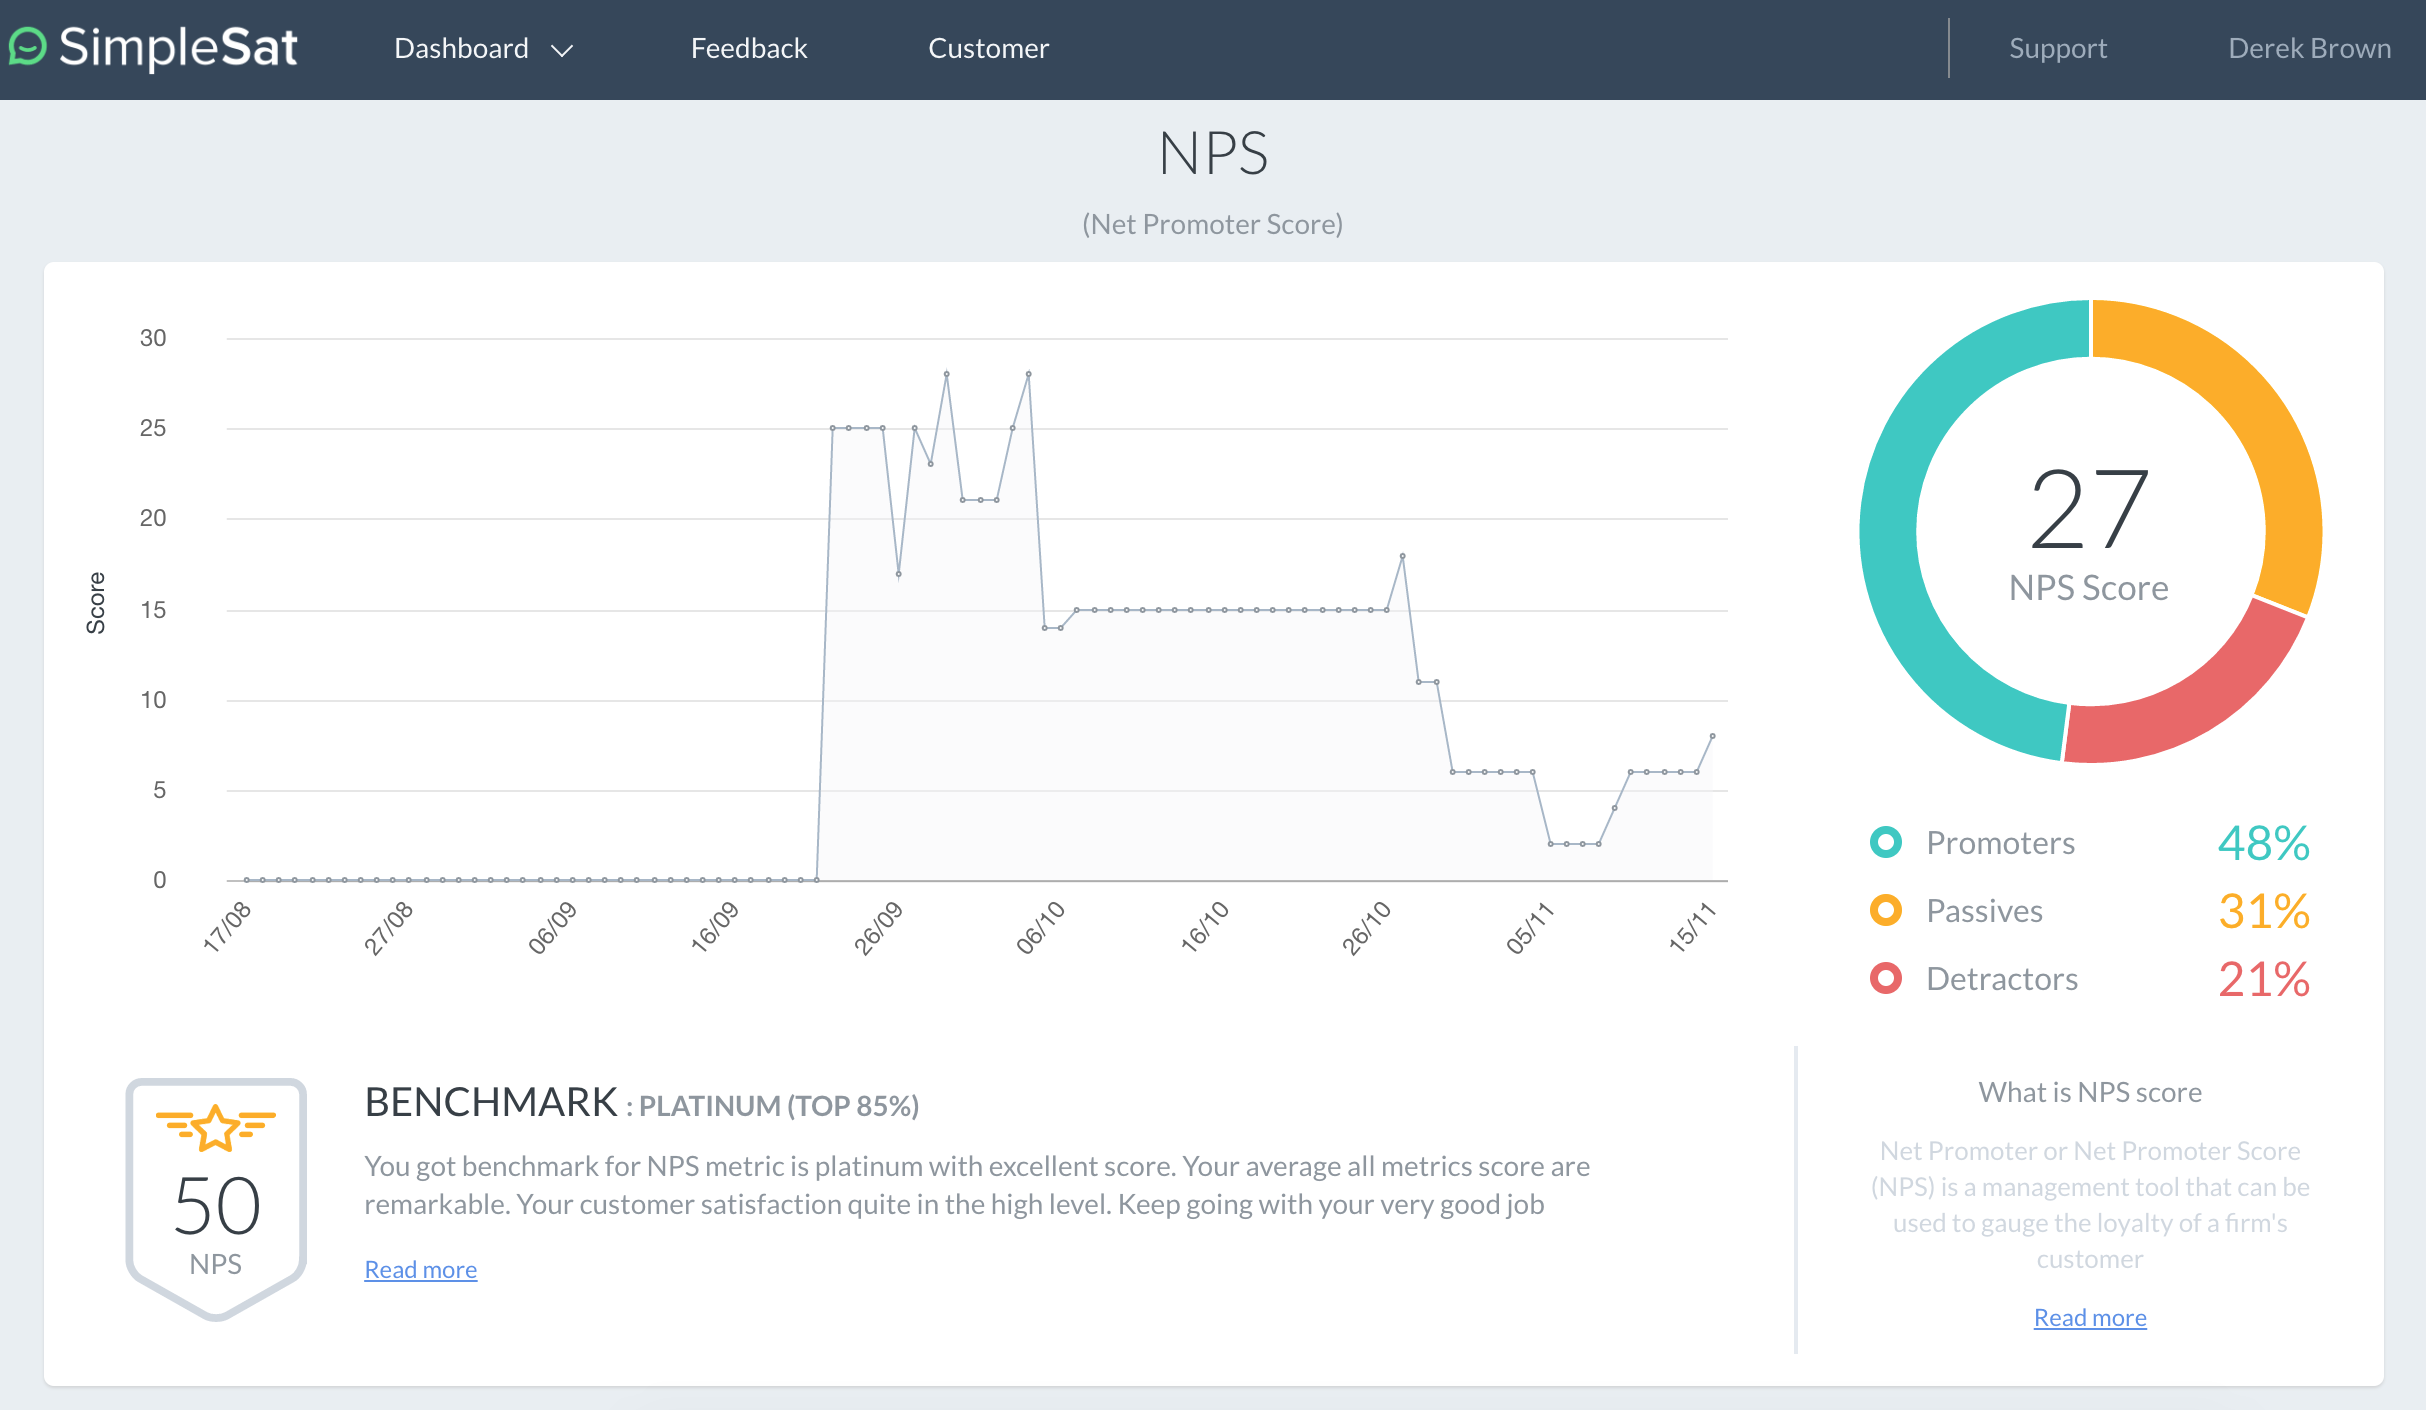 SimpleSat
Dashboard
Feedback
Customer
Support
Derek Brown
NPS
(Net Promoter Score)
30
25
20
15
10
5
0
Score
17/08
27/08
06/09
16/09
26/09
06/10
16/10
26/10
05/11
15/11
27
NPS Score
Promoters 48%
Passives 31%
Detractors 21%
50
NPS
BENCHMARK : PLATINUM (TOP 85%)
You got benchmark for NPS metric is platinum with excellent score. Your average all metrics score are
remarkable. Your customer satisfaction quite in the high level. Keep going with your very good job
Read more
What is NPS score
Net Promoter or Net Promoter Score
(NPS) is a management tool that can be
used to gauge the loyalty of a firm's
customer
Read more